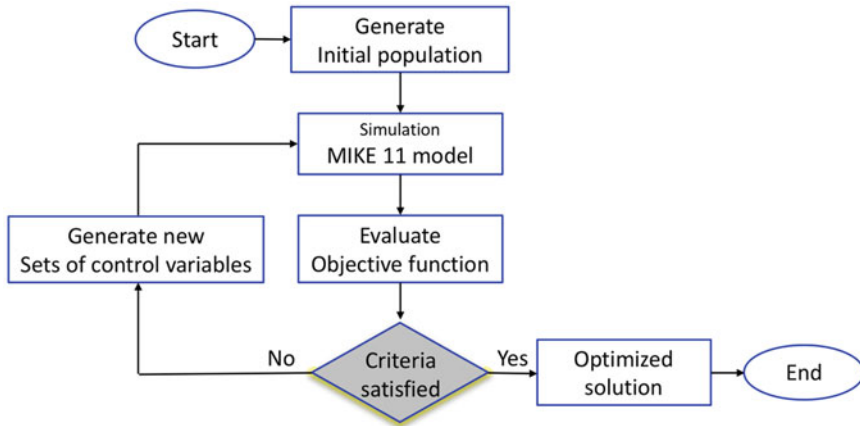 Start
Generate
Initial population
Simulation
MIKE 11 model
Generate new
Sets of control variables
Evaluate
Objective function
No
Criteria
satisfied
Yes
Optimized
solution
End